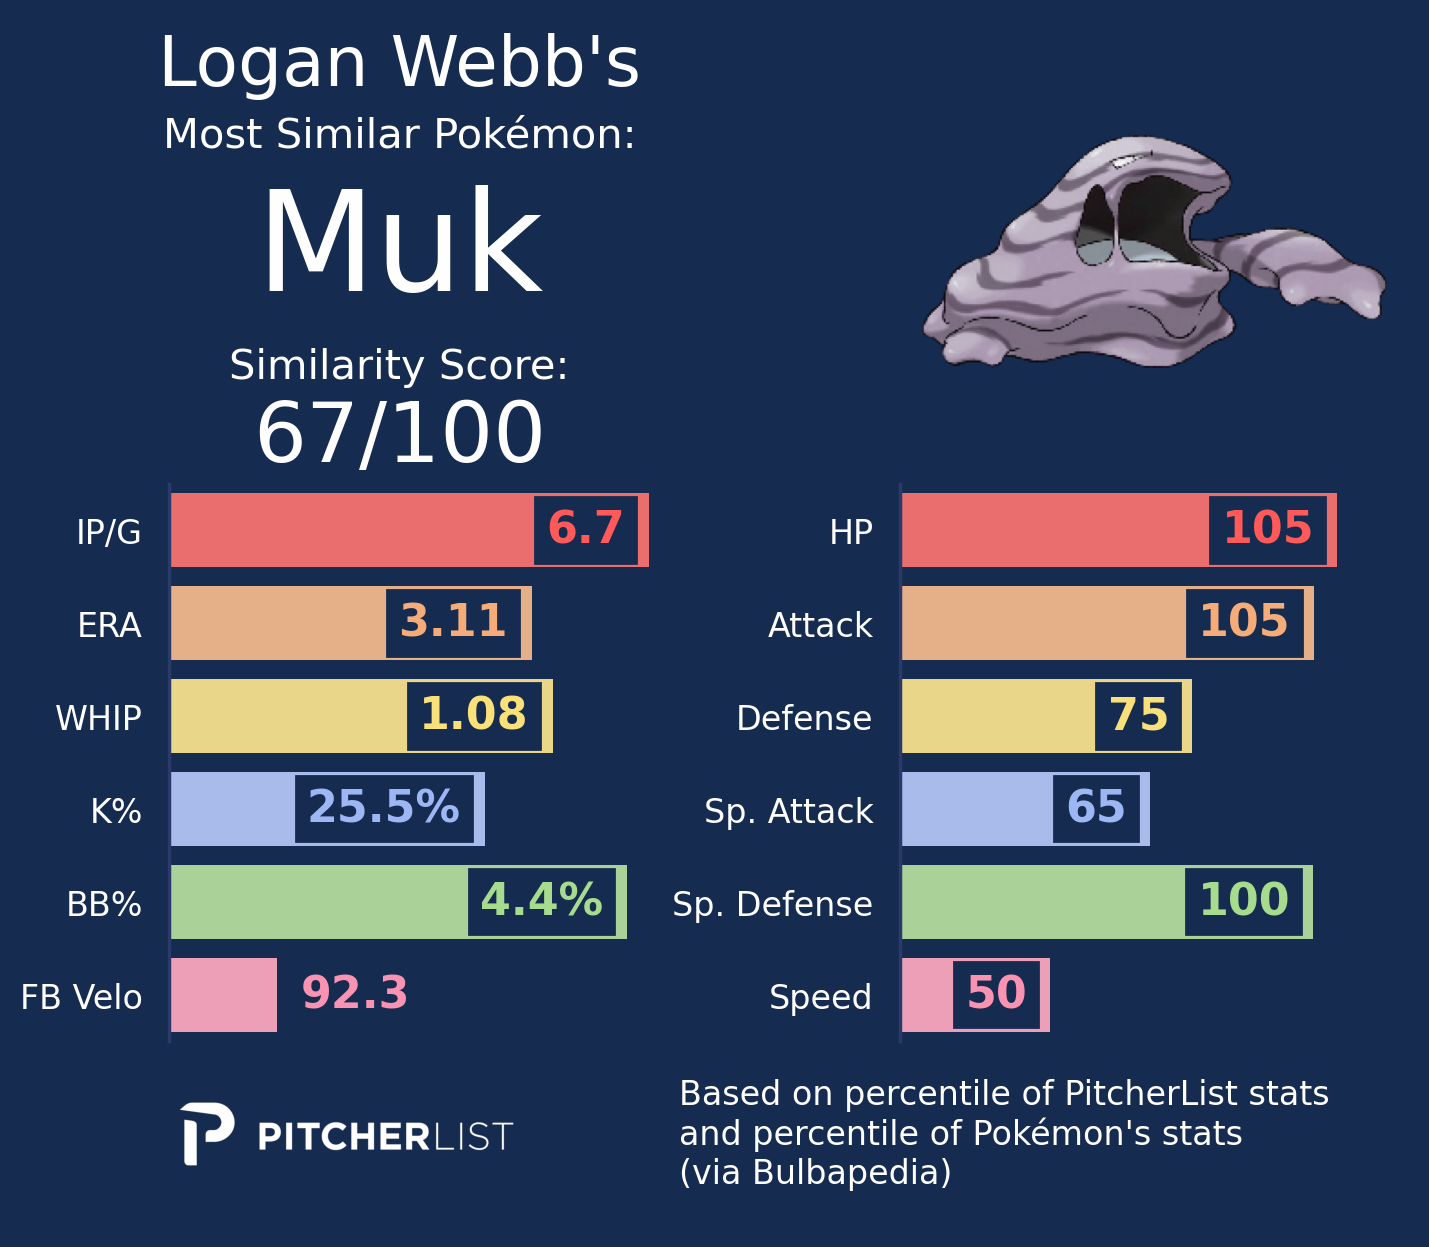 Logan Webb's
Most Similar Pokémon:
Muk
Similarity Score:
67/100
IP/G 6.7
ERA 3.11
WHIP 1.08
K% 25.5%
BB% 4.4%
FB Velo 92.3
HP 105
Attack 105
Defense 75
Sp. Attack 65
Sp. Defense 100
Speed 50
PITCHERLIST
Based on percentile of PitcherList stats
and percentile of Pokémon's stats
(via Bulbapedia)